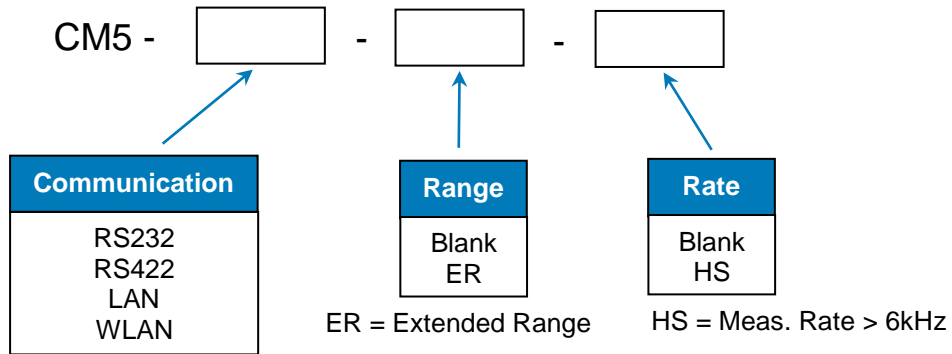 CM5 - - -
Communication
RS232
RS422
LAN
WLAN
Range
Blank
ER
ER = Extended Range
Rate
Blank
HS
HS = Meas. Rate > 6kHz